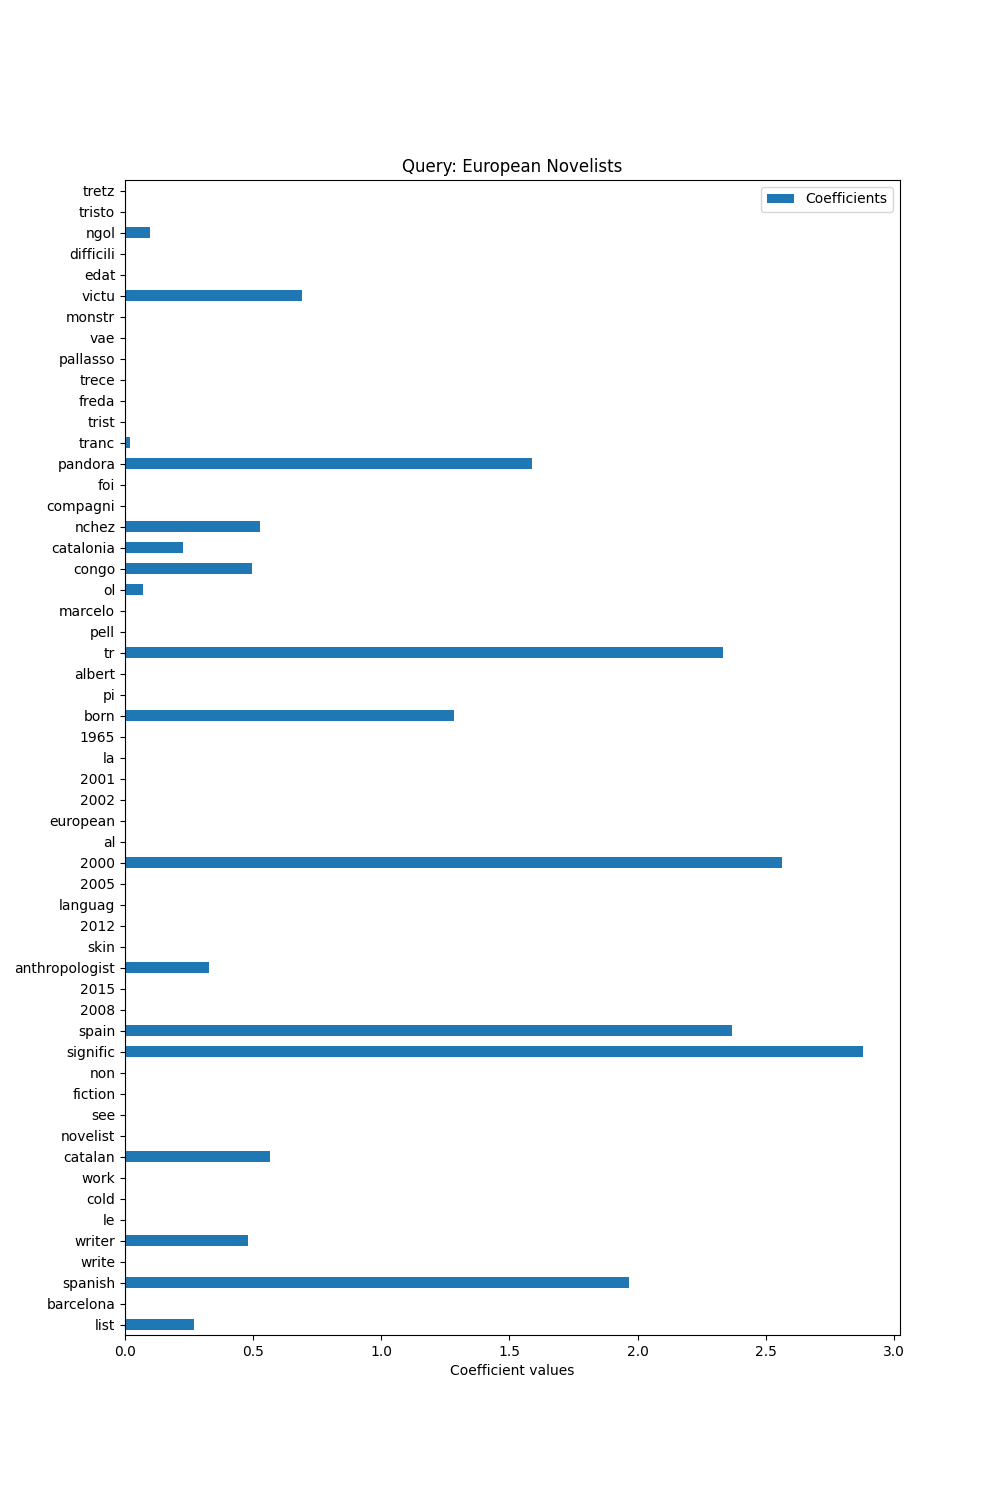 Query: European Novelists
Coefficients
tretz
tristo
ngol
difficili
edat
victu
monstr
vae
pallasso
trece
freda
trist
tranc
pandora
foi
compagni
nchez
catalonia
congo
ol
marcelo
pell
tr
albert
pi
born
1965
la
2001
2002
european
al
2000
2005
languag
2012
skin
anthropologist
2015
2008
spain
signific
non
fiction
see
novelist
catalan
work
cold
le
writer
write
spanish
barcelona
list
0.0 0.5 1.0 1.5 2.0 2.5 3.0
Coefficient values